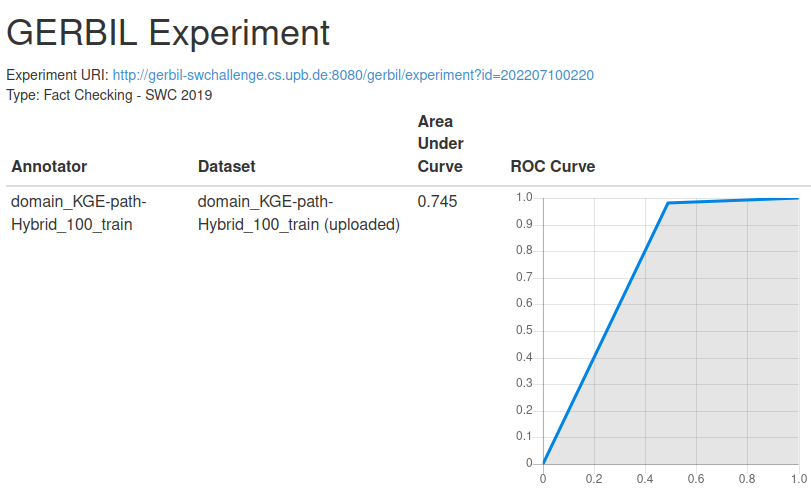 GERBIL Experiment
Experiment URI: http://gerbil-swchallenge.cs.upb.de:8080/gerbil/experiment?id=202207100220
Type: Fact Checking - SWC 2019
Annotator
Dataset
Area
Under
Curve
ROC Curve
domain_KGE-path-
Hybrid_100_train
domain_KGE-path-
Hybrid_100_train (uploaded)
0.745
1.0
0.9
0.8
0.7
0.6
0.5
0.4
0.3
0.2
0.1
0
0 0.2 0.4 0.6 0.8 1.0